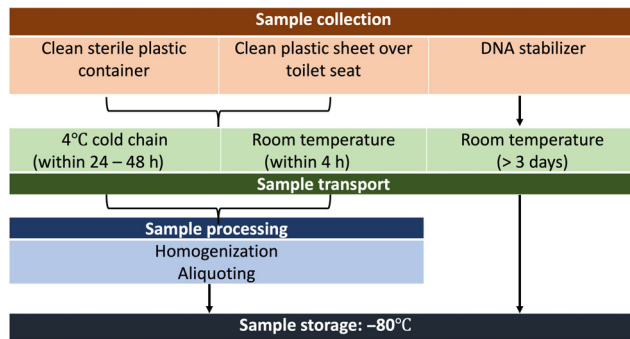 Sample collection
Clean sterile plastic
container
Clean plastic sheet over
toilet seat
DNA stabilizer
4℃ cold chain
(within 24 – 48 h)
Room temperature
(within 4 h)
Room temperature
(> 3 days)
Sample transport
Sample processing
Homogenization
Aliquoting
Sample storage: –80℃